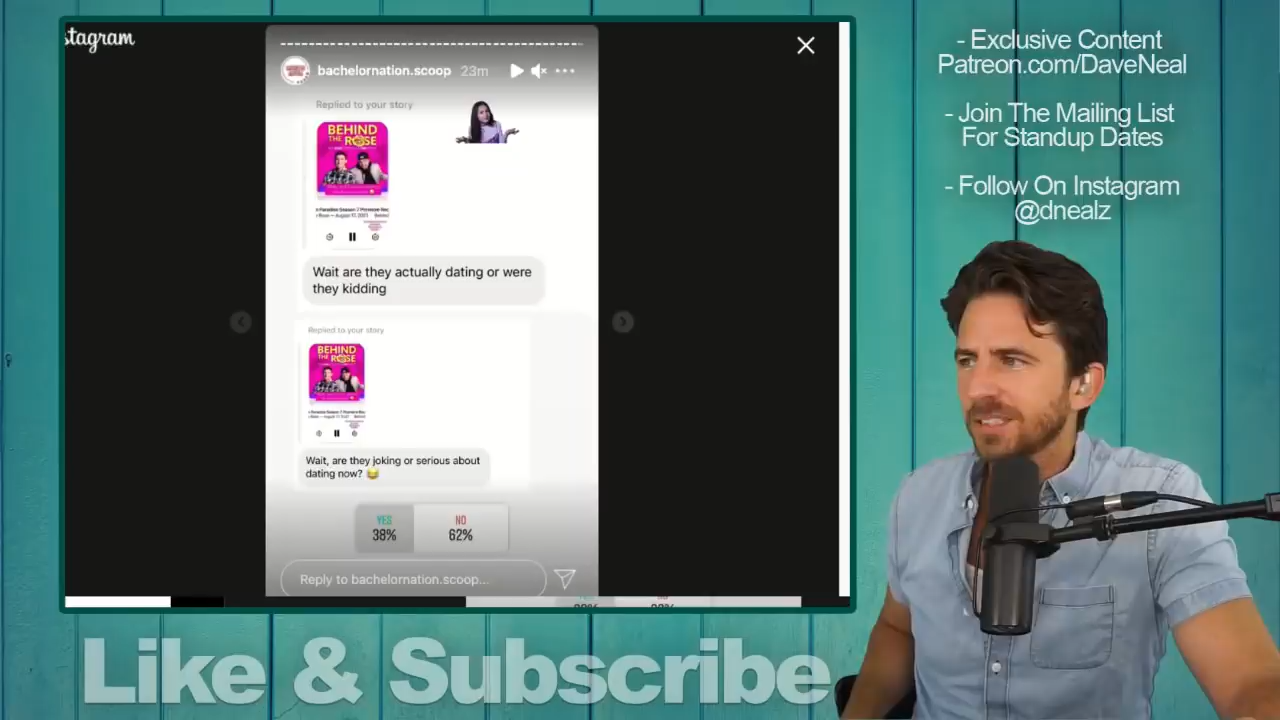 stagram
bachelornation.scoop 23m
Replied to your story
BEHIND
THE ROSE
Wait are they actually dating or were
they kidding
Replied to your story
BEHIND
THE ROSE
Wait, are they joking or serious about
dating now? 😂
YES
38%
NO
62%
Reply to bachelornation.scoop...
- Exclusive Content
Patreon.com/DaveNeal
- Join The Mailing List
For Standup Dates
- Follow On Instagram
@dnealz
Like & Subscribe